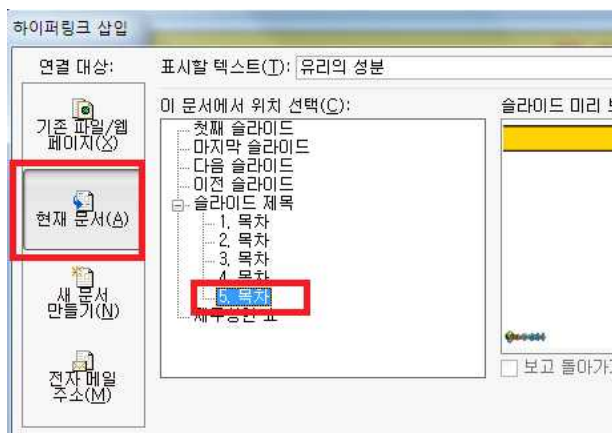 하이퍼링크 삽입
연결 대상:
표시할 텍스트(T): 유리의 성분
기존 파일/웹
페이지(X)
현재 문서(A)
새 문서
만들기(N)
전자 메일
주소(M)
이 문서에서 위치 선택(C):
첫째 슬라이드
마지막 슬라이드
다음 슬라이드
이전 슬라이드
슬라이드 제목
1. 목차
2. 목차
3. 목차
4. 목차
5. 목차
재구성한 쇼
슬라이드 미리
보고 돌아가